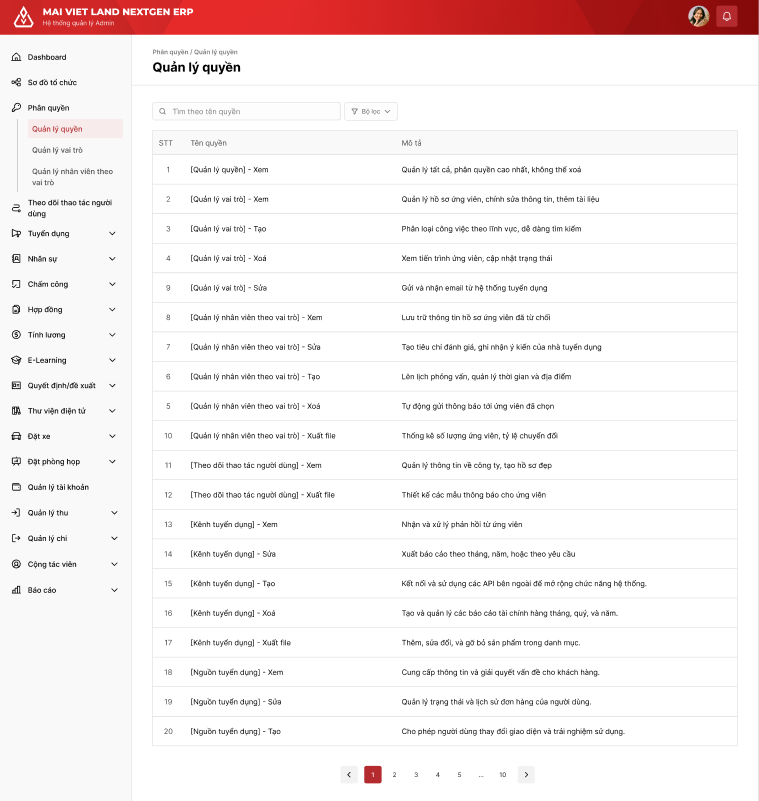 MAI VIET LAND NEXTGEN ERP
Hệ thống quản lý Admin
Dashboard
Sơ đồ tổ chức
Phân quyền
Quản lý quyền
Quản lý vai trò
Quản lý nhân viên theo
vai trò
Theo dõi thao tác người
dùng
Tuyển dụng
Nhân sự
Chấm công
Hợp đồng
Tính lương
E-Learning
Quyết định/đề xuất
Thư viện điện tử
Đặt xe
Đặt phòng họp
Quản lý tài khoản
Quản lý thu
Quản lý chi
Cộng tác viên
Báo cáo
Phân quyền / Quản lý quyền
Quản lý quyền
Tìm theo tên quyền
Bộ lọc
STT Tên quyền Mô tả
1 [Quản lý quyền] - Xem Quản lý tất cả, phân quyền cao nhất, không thể xoá
2 [Quản lý vai trò] - Xem Quản lý hồ sơ ứng viên, chỉnh sửa thông tin, thêm tài liệu
3 [Quản lý vai trò] - Tạo Phân loại công việc theo lĩnh vực, dễ dàng tìm kiếm
4 [Quản lý vai trò] - Xoá Xem tiến trình ứng viên, cập nhật trạng thái
9 [Quản lý vai trò] - Sửa Gửi và nhận email từ hệ thống tuyển dụng
8 [Quản lý nhân viên theo vai trò] - Xem Lưu trữ thông tin hồ sơ ứng viên đã từ chối
7 [Quản lý nhân viên theo vai trò] - Sửa Tạo tiêu chí đánh giá, ghi nhận ý kiến của nhà tuyển dụng
6 [Quản lý nhân viên theo vai trò] - Tạo Lên lịch phỏng vấn, quản lý thời gian và địa điểm
5 [Quản lý nhân viên theo vai trò] - Xoá Tự động gửi thông báo tới ứng viên đã chọn
10 [Quản lý nhân viên theo vai trò] - Xuất file Thống kê số lượng ứng viên, tỷ lệ chuyển đổi
11 [Theo dõi thao tác người dùng] - Xem Quản lý thông tin về công ty, tạo hồ sơ đẹp
12 [Theo dõi thao tác người dùng] - Xuất file Thiết kế các mẫu thông báo cho ứng viên
13 [Kênh tuyển dụng] - Xem Nhận và xử lý phản hồi từ ứng viên
14 [Kênh tuyển dụng] - Sửa Xuất báo cáo theo tháng, năm, hoặc theo yêu cầu
15 [Kênh tuyển dụng] - Tạo Kết nối và sử dụng các API bên ngoài để mở rộng chức năng hệ thống.
16 [Kênh tuyển dụng] - Xoá Tạo và quản lý các báo cáo tài chính hàng tháng, quý, và năm.
17 [Kênh tuyển dụng] - Xuất file Thêm, sửa đổi, và gỡ bỏ sản phẩm trong danh mục.
18 [Nguồn tuyển dụng] - Xem Cung cấp thông tin và giải quyết vấn đề cho khách hàng.
19 [Nguồn tuyển dụng] - Sửa Quản lý trạng thái và lịch sử đơn hàng của người dùng.
20 [Nguồn tuyển dụng] - Tạo Cho phép người dùng thay đổi giao diện và trải nghiệm sử dụng.
1 2 3 4 5 ... 10